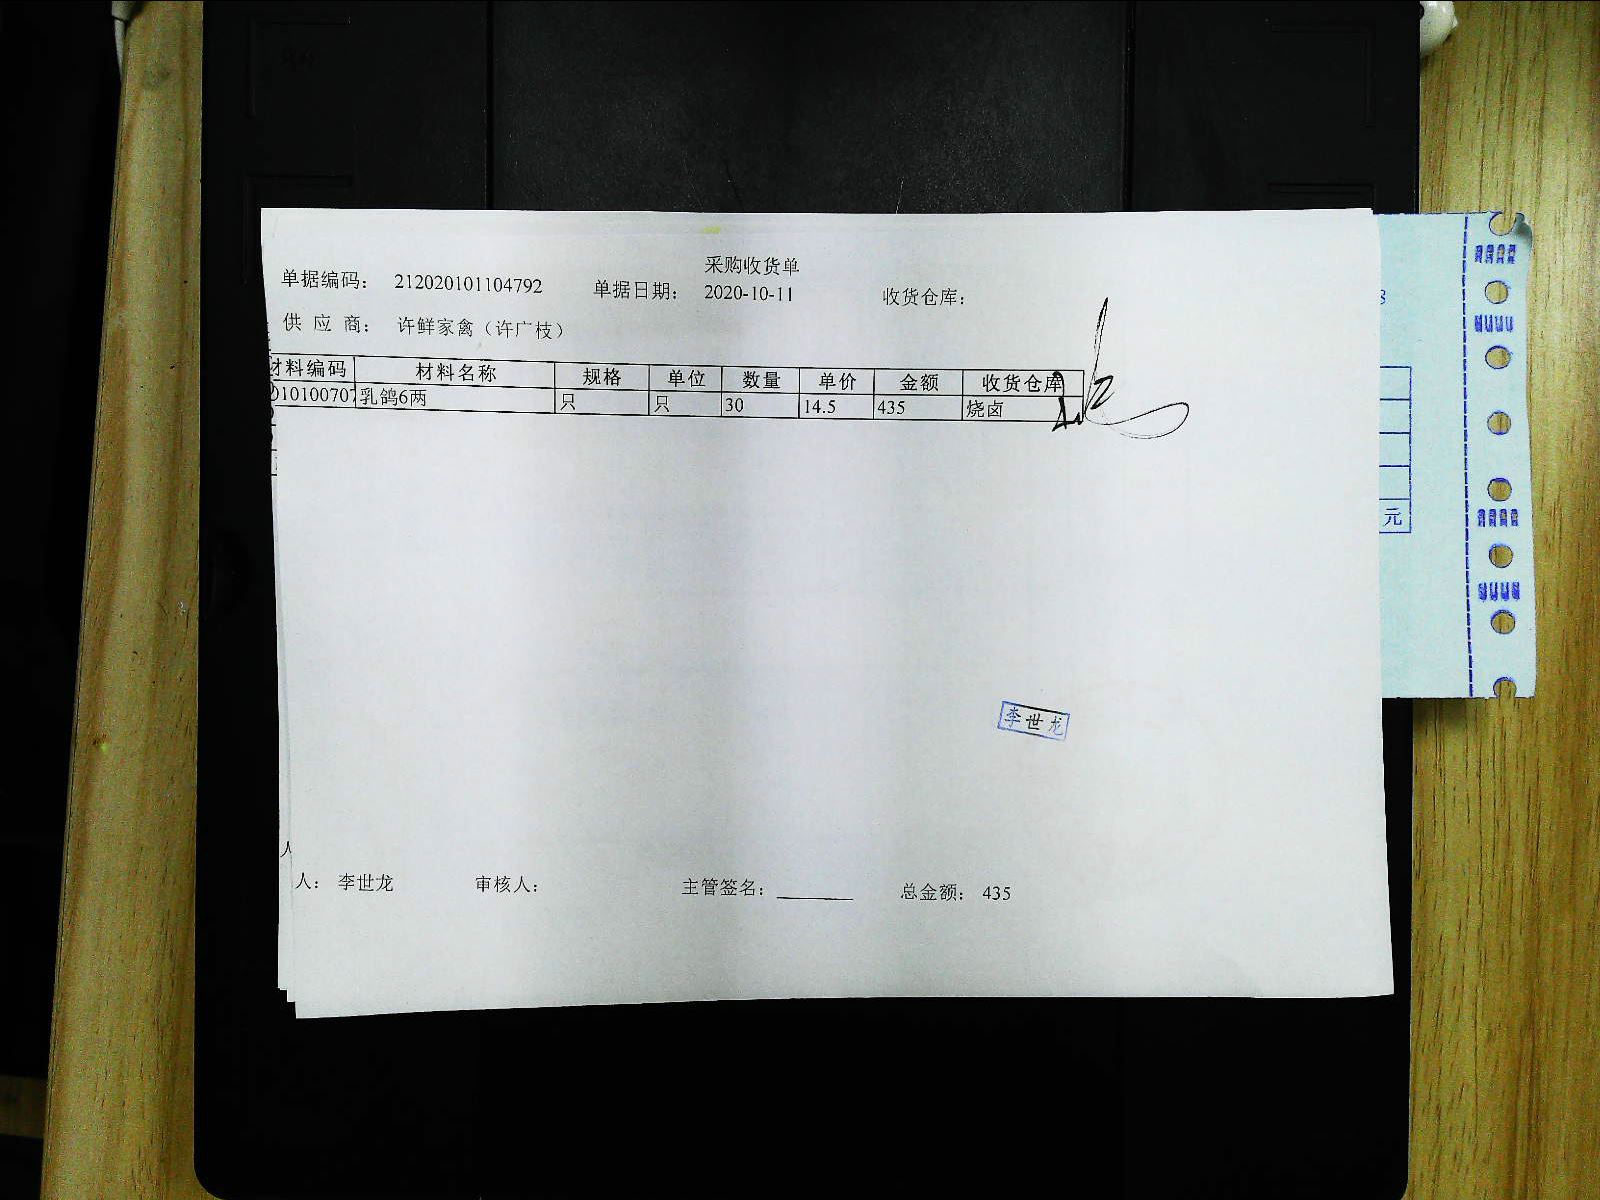 采购收货单
单据编码： 212020101104792 单据日期： 2020-10-11 收货仓库：
供 应 商： 许鲜家禽（许广枝）
材料编码 材料名称 规格 单位 数量 单价 金额 收货仓库
01010070 乳鸽6两 只 只 30 14.5 435 烧卤
元
李世龙
人： 李世龙 审核人： 主管签名： 总金额： 435